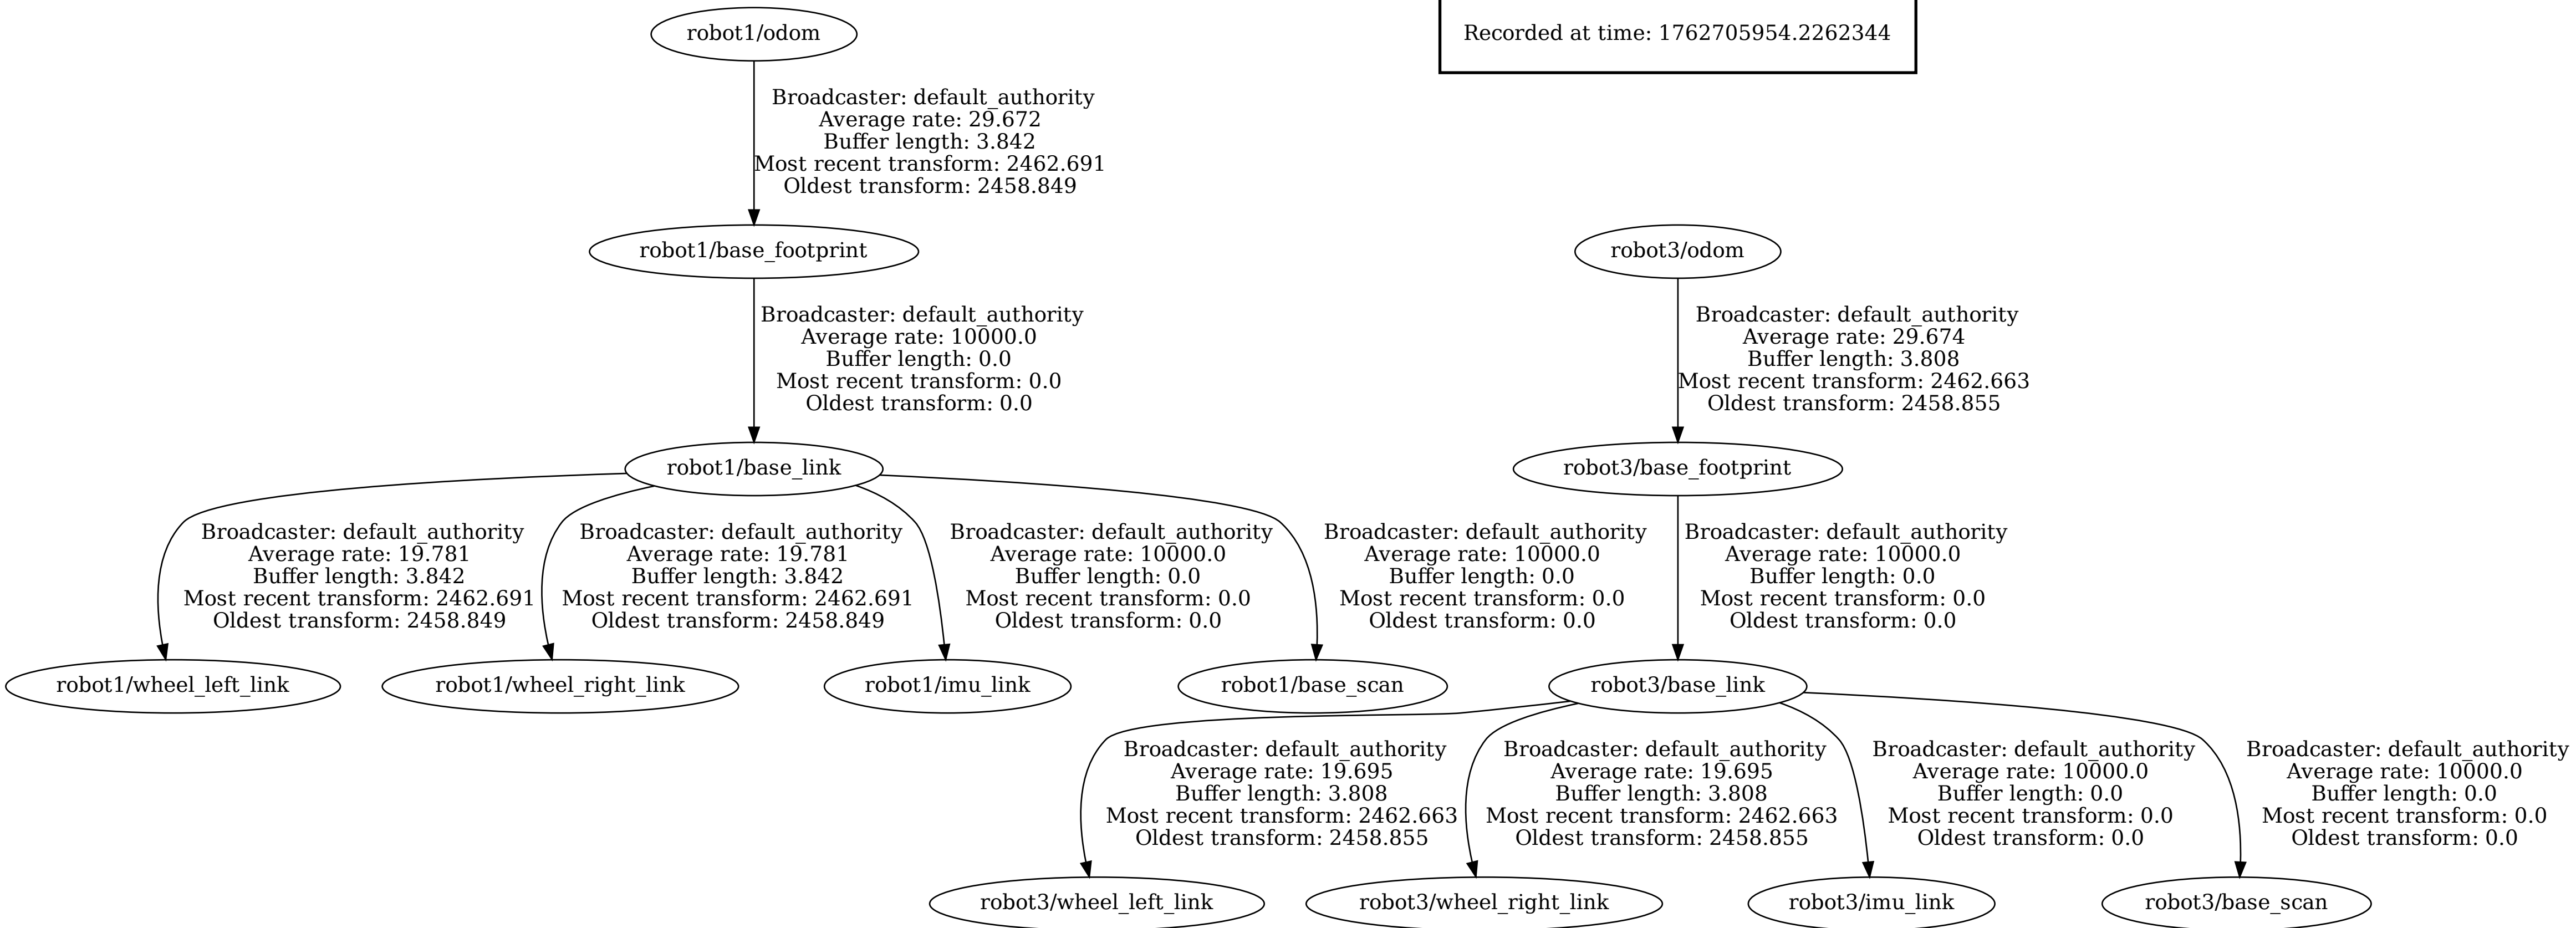 robot1/odom
Recorded at time: 1762705954.2262344
Broadcaster: default_authority
Average rate: 29.672
Buffer length: 3.842
Most recent transform: 2462.691
Oldest transform: 2458.849
robot1/base_footprint
robot3/odom
Broadcaster: default_authority
Average rate: 10000.0
Buffer length: 0.0
Most recent transform: 0.0
Oldest transform: 0.0
Broadcaster: default_authority
Average rate: 29.674
Buffer length: 3.808
Most recent transform: 2462.663
Oldest transform: 2458.855
robot1/base_link
robot3/base_footprint
Broadcaster: default_authority
Average rate: 19.781
Buffer length: 3.842
Most recent transform: 2462.691
Oldest transform: 2458.849
Broadcaster: default_authority
Average rate: 19.781
Buffer length: 3.842
Most recent transform: 2462.691
Oldest transform: 2458.849
Broadcaster: default_authority
Average rate: 10000.0
Buffer length: 0.0
Most recent transform: 0.0
Oldest transform: 0.0
Broadcaster: default_authority
Average rate: 10000.0
Buffer length: 0.0
Most recent transform: 0.0
Oldest transform: 0.0
Broadcaster: default_authority
Average rate: 10000.0
Buffer length: 0.0
Most recent transform: 0.0
Oldest transform: 0.0
robot1/wheel_left_link
robot1/wheel_right_link
robot1/imu_link
robot1/base_scan
robot3/base_link
Broadcaster: default_authority
Average rate: 19.695
Buffer length: 3.808
Most recent transform: 2462.663
Oldest transform: 2458.855
Broadcaster: default_authority
Average rate: 19.695
Buffer length: 3.808
Most recent transform: 2462.663
Oldest transform: 2458.855
Broadcaster: default_authority
Average rate: 10000.0
Buffer length: 0.0
Most recent transform: 0.0
Oldest transform: 0.0
Broadcaster: default_authority
Average rate: 10000.0
Buffer length: 0.0
Most recent transform: 0.0
Oldest transform: 0.0
robot3/wheel_left_link
robot3/wheel_right_link
robot3/imu_link
robot3/base_scan